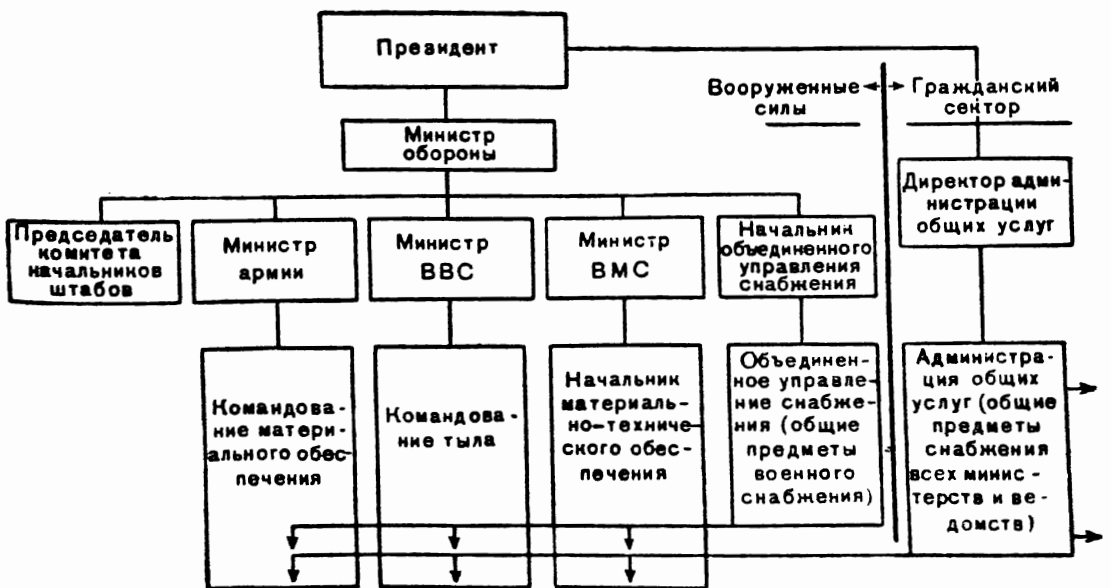 Президент
Вооруженные
силы
Гражданский
сектор
Министр
обороны
Директор адми-
нистрации
общих услуг
Председатель
комитета
начальников
штабов
Министр
армии
Министр
ВВС
Министр
ВМС
Начальник
объединенного
управления
снабжения
Командова-
ние матери-
ального обес-
печения
Командова-
ние тыла
Начальник
материаль-
но-техниче-
ского обес-
печения
Объединен-
ное управле-
ние снабже-
ния (общие
предметы
военного
снабжения)
Администра-
ция общих
услуг (общие
предметы
снабжения
всех минис-
терств и ве-
домств)